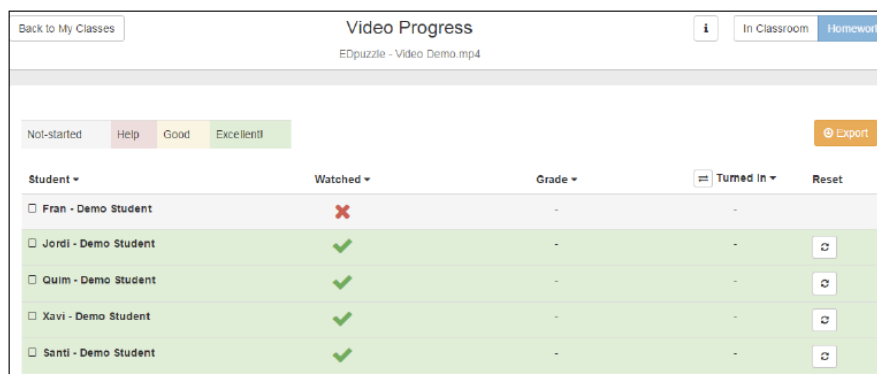 Back to My Classes Video Progress i In Classroom Homework
EDpuzzle - Video Demo.mp4
Not-started Help Good Excellent! Export
Student Watched Grade Turned In Reset
Fran - Demo Student - -
Jordi - Demo Student - -
Quim - Demo Student - -
Xavi - Demo Student - -
Santi - Demo Student - -